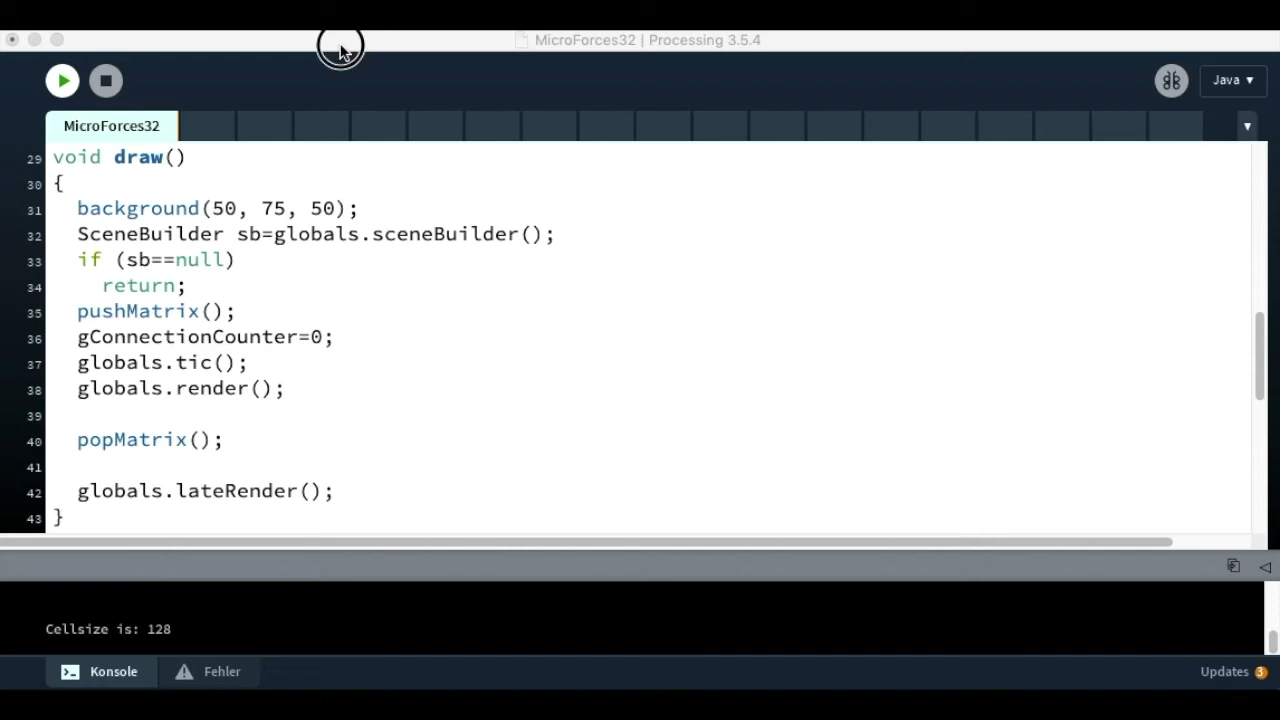 MicroForces32 | Processing 3.5.4
Java ▼
MicroForces32
29 void draw()
30 {
31 background(50, 75, 50);
32 SceneBuilder sb=globals.sceneBuilder();
33 if (sb==null)
34 return;
35 pushMatrix();
36 gConnectionCounter=0;
37 globals.tic();
38 globals.render();
39
40 popMatrix();
41
42 globals.lateRender();
43 }
Cellsize is: 128
Konsole
Fehler
Updates 3